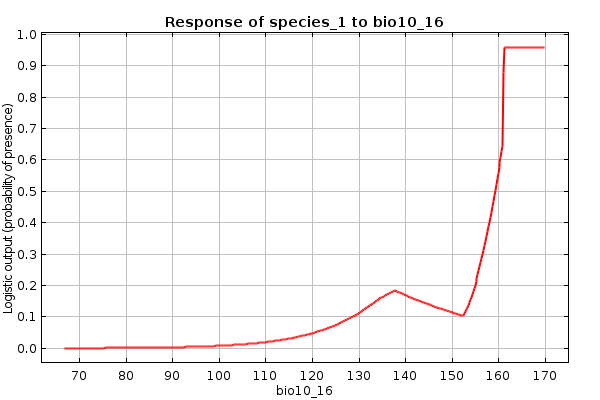 Response of species_1 to bio10_16
Logistic output (probability of presence)
1.0
0.9
0.8
0.7
0.6
0.5
0.4
0.3
0.2
0.1
0.0
70 80 90 100 110 120 130 140 150 160 170
bio10_16